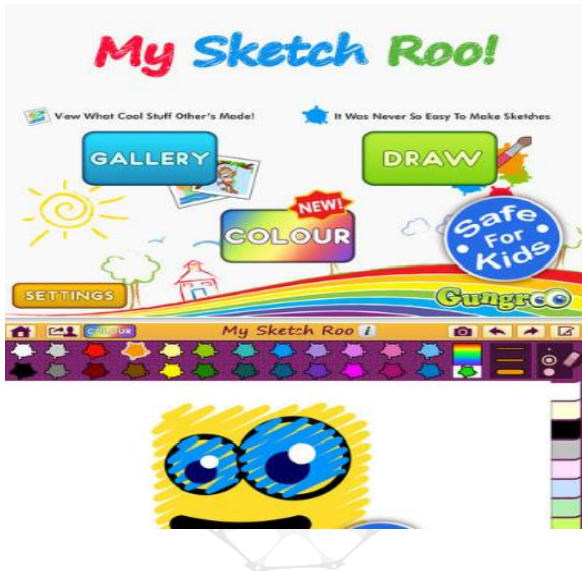 My Sketch Roo!
View What Cool Stuff Other's Made!
It Was Never So Easy To Make Sketches
GALLERY
DRAW
NEW!
COLOUR
Safe
For
Kids
SETTINGS
Gungroo
COLOUR
My Sketch Roo i